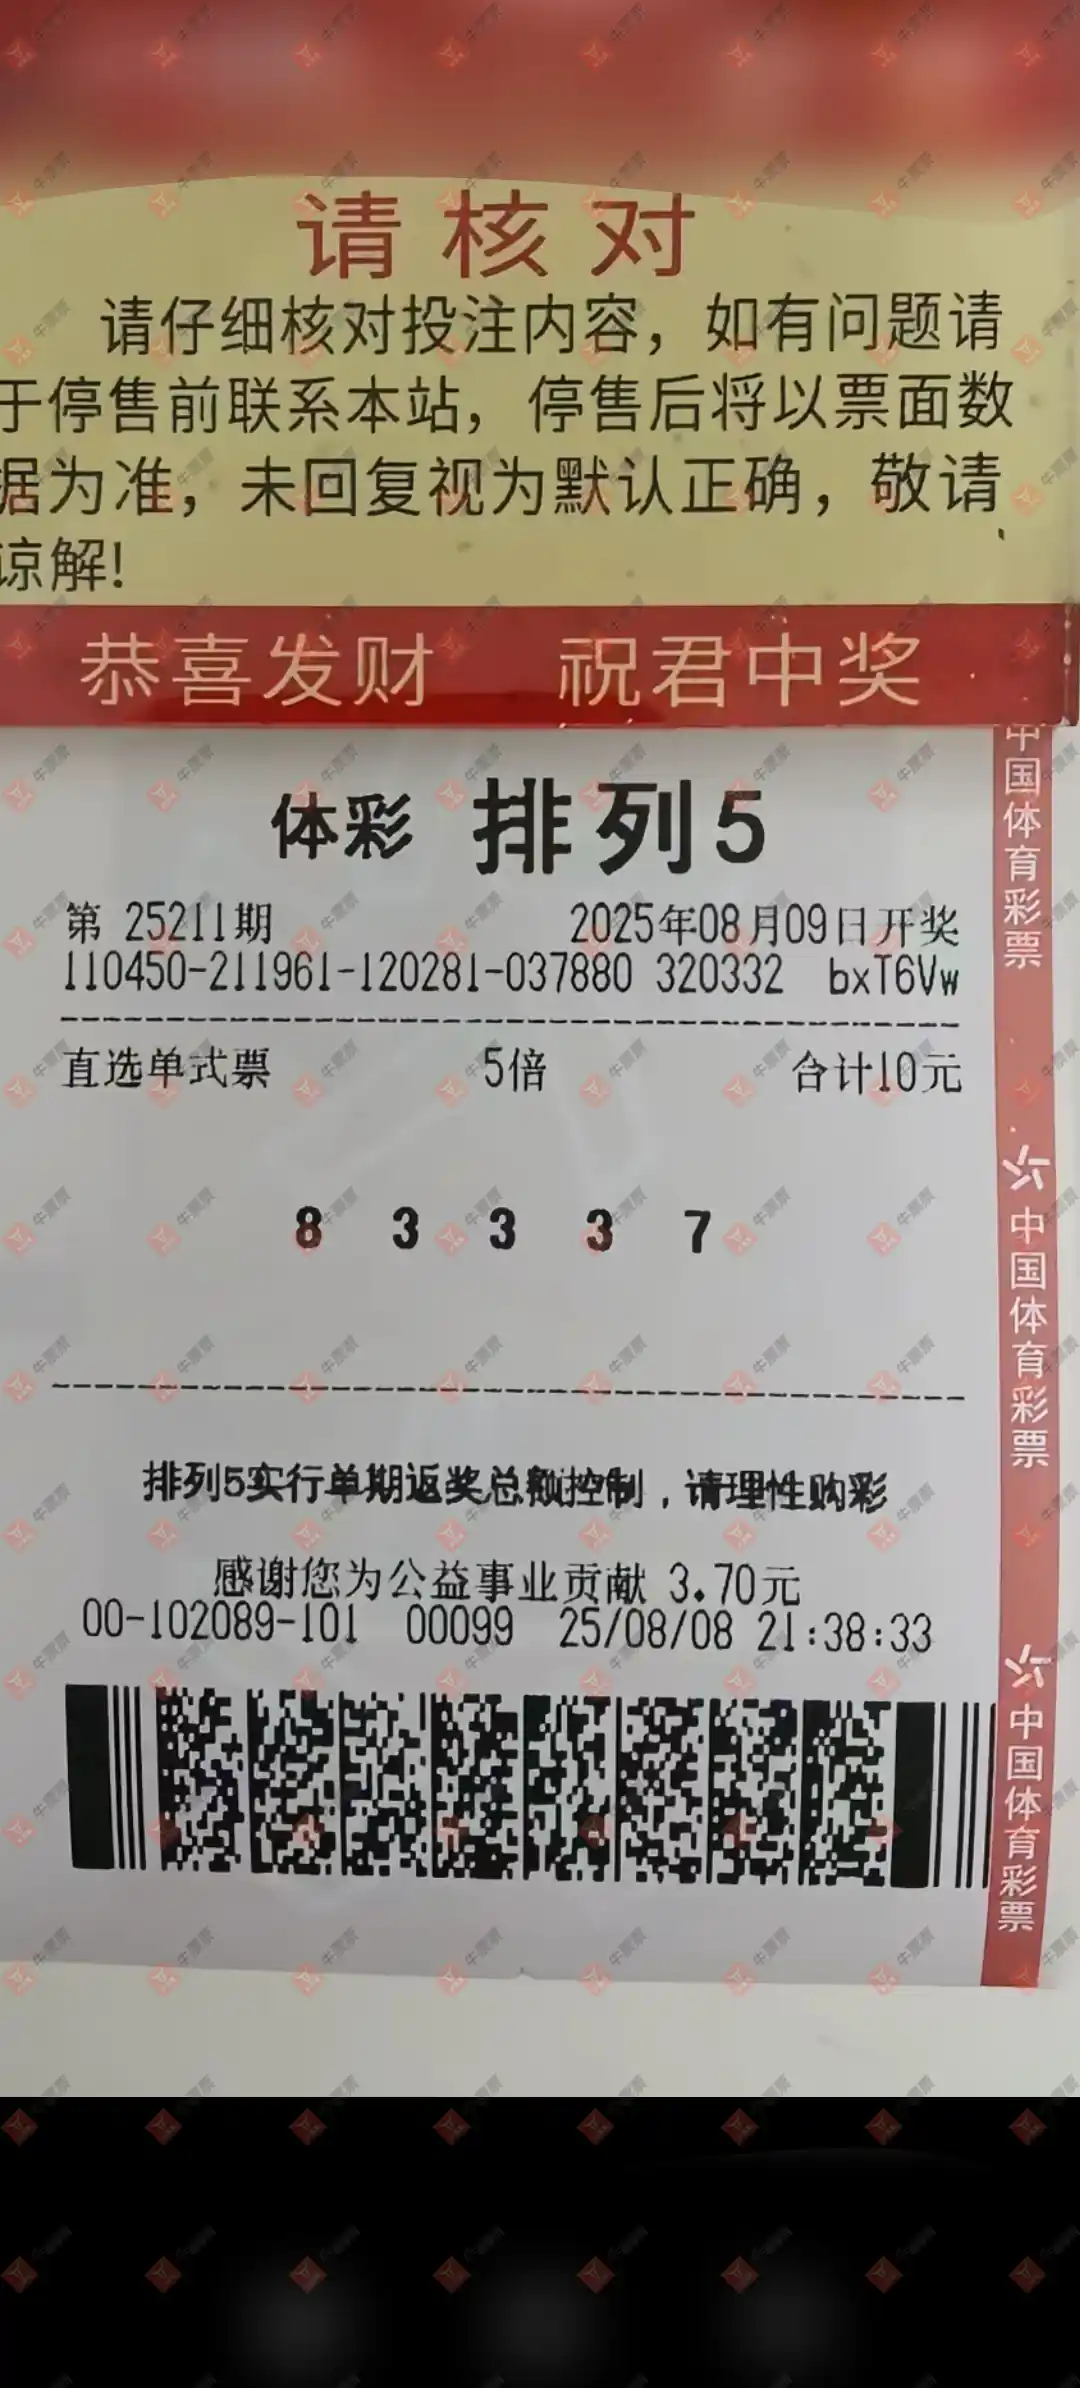 请核对
请仔细核对投注内容，如有问题请
于停售前联系本站，停售后将以票面数
据为准，未回复视为默认正确，敬请
谅解!
恭喜发财 祝君中奖
体彩 排列5
第 25211期 2025年08月09日开奖
110450-211961-120281-037880 320332 bxT6Vw
直选单式票 5倍 合计10元
8 3 3 3 7
排列5实行单期返奖总额控制，请理性购彩
感谢您为公益事业贡献 3.70元
00-102089-101 00099 25/08/08 21:38:33
中国体育彩票
中国体育彩票
中国体育彩票
牛票票